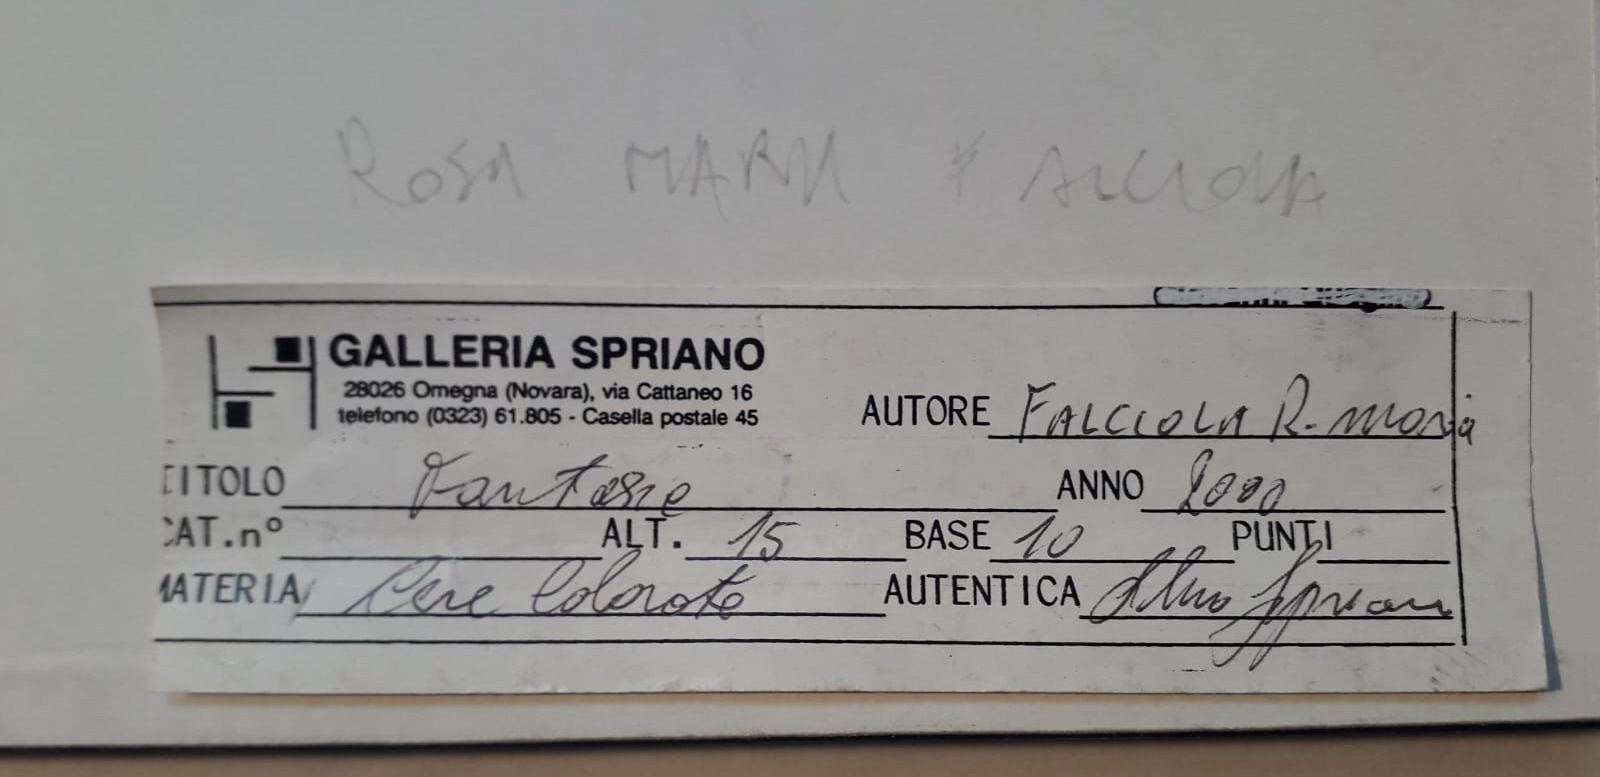 ROSA MARIA FALCIOLA
GALLERIA SPRIANO
28026 Omegna (Novara), via Cattaneo 16
telefono (0323) 61.805 - Casella postale 45
AUTORE FALCIOLA R. Maria
TITOLO Fantasie ANNO 2000
CAT.n° ALT. 15 BASE 10 PUNTI
MATERIA Cere Colorate AUTENTICA Spriano